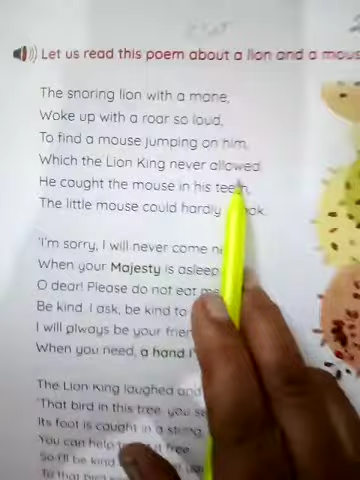 Let us read this poem about a lion and a mous
The snoring lion with a mane,
Woke up with a roar so loud,
To find a mouse jumping on him,
Which the Lion King never allowed.
He caught the mouse in his teeth,
The little mouse could hardly
'I'm sorry, I will never come
When your Majesty is asleep
O dear! Please do not eat me
Be kind. I ask, be kind to
I will always be your frien
When you need, a hand I'
The Lion King laughed and
'That bird in this tree, you se
Its foot is caught in a string
You can help it free
So I'll be kind you
To that bird